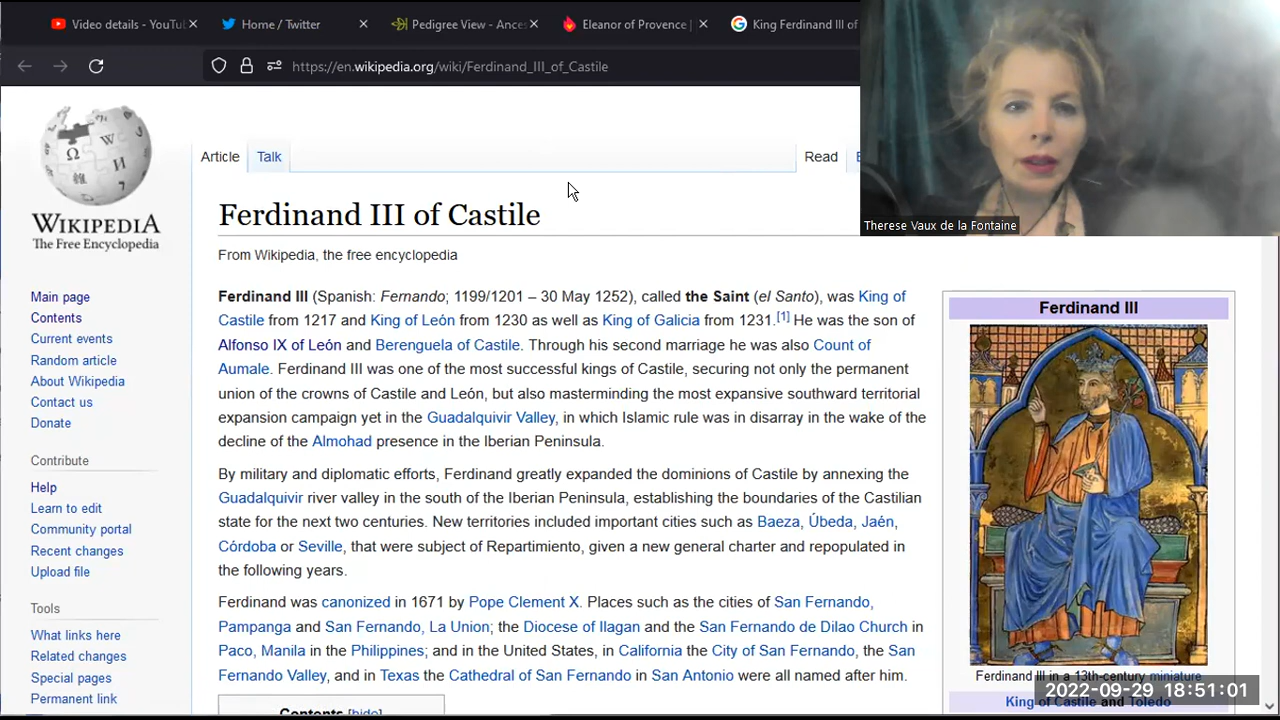 Video details - YouTub
Home / Twitter
Pedigree View - Ances
Eleanor of Provence |
King Ferdinand III of
https://en.wikipedia.org/wiki/Ferdinand_III_of_Castile
Therese Vaux de la Fontaine
WIKIPEDIA
The Free Encyclopedia
Main page
Contents
Current events
Random article
About Wikipedia
Contact us
Donate
Contribute
Help
Learn to edit
Community portal
Recent changes
Upload file
Tools
What links here
Related changes
Special pages
Permanent link
Article Talk Read
Ferdinand III of Castile
From Wikipedia, the free encyclopedia
Ferdinand III (Spanish: Fernando; 1199/1201 – 30 May 1252), called the Saint (el Santo), was King of
Castile from 1217 and King of León from 1230 as well as King of Galicia from 1231.[1] He was the son of
Alfonso IX of León and Berenguela of Castile. Through his second marriage he was also Count of
Aumale. Ferdinand III was one of the most successful kings of Castile, securing not only the permanent
union of the crowns of Castile and León, but also masterminding the most expansive southward territorial
expansion campaign yet in the Guadalquivir Valley, in which Islamic rule was in disarray in the wake of the
decline of the Almohad presence in the Iberian Peninsula.
By military and diplomatic efforts, Ferdinand greatly expanded the dominions of Castile by annexing the
Guadalquivir river valley in the south of the Iberian Peninsula, establishing the boundaries of the Castilian
state for the next two centuries. New territories included important cities such as Baeza, Úbeda, Jaén,
Córdoba or Seville, that were subject of Repartimiento, given a new general charter and repopulated in
the following years.
Ferdinand was canonized in 1671 by Pope Clement X. Places such as the cities of San Fernando,
Pampanga and San Fernando, La Union; the Diocese of Ilagan and the San Fernando de Dilao Church in
Paco, Manila in the Philippines; and in the United States, in California the City of San Fernando, the San
Fernando Valley, and in Texas the Cathedral of San Fernando in San Antonio were all named after him.
Contents [hide]
Ferdinand III
Ferdinand III in a 13th-century miniature
King of Castile and Toledo
2022-09-29 18:51:01